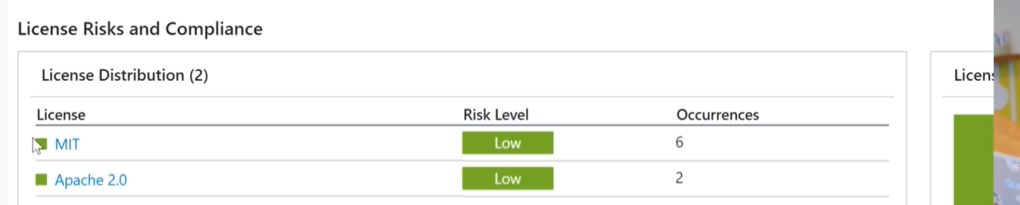 License Risks and Compliance
License Distribution (2)
License Risk Level Occurrences
MIT Low 6
Apache 2.0 Low 2